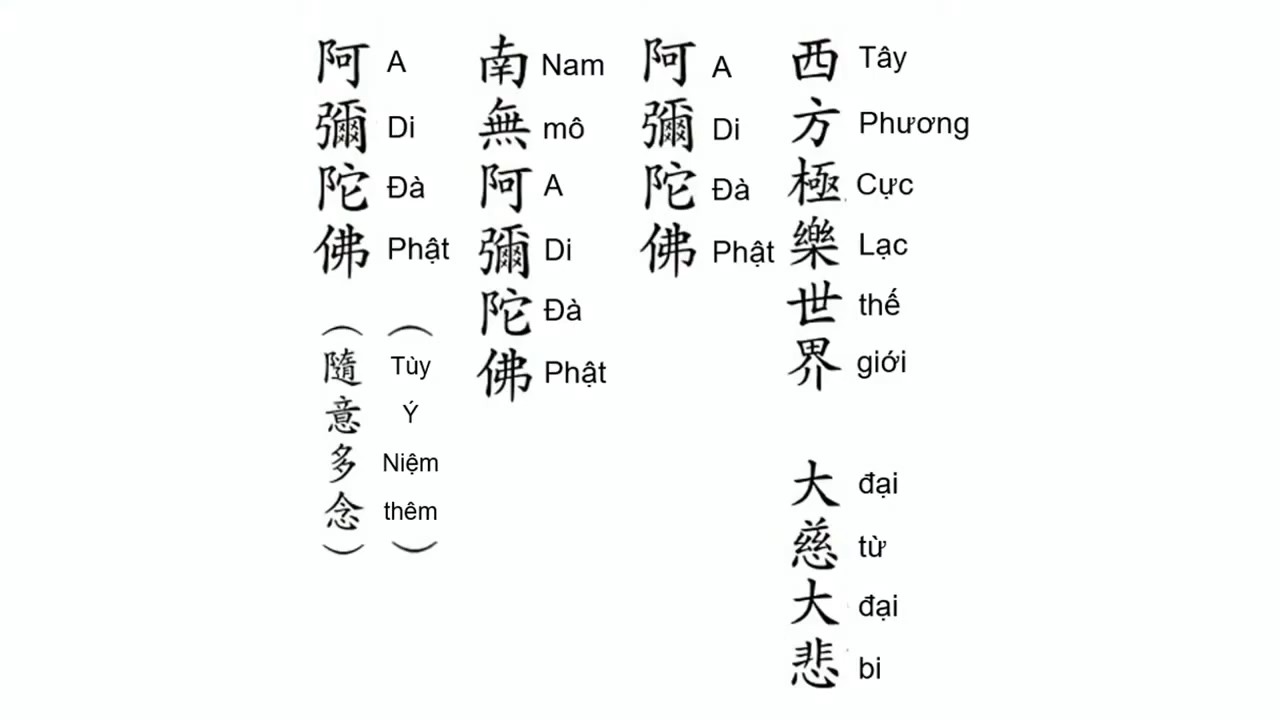 西方極樂世界 大慈大悲
Tây Phương Cực Lạc thế giới đại từ đại bi
阿彌陀佛
A Di Đà Phật
南無阿彌陀佛
Nam mô A Di Đà Phật
阿彌陀佛
A Di Đà Phật
（隨意多念）
（Tùy Ý Niệm thêm）